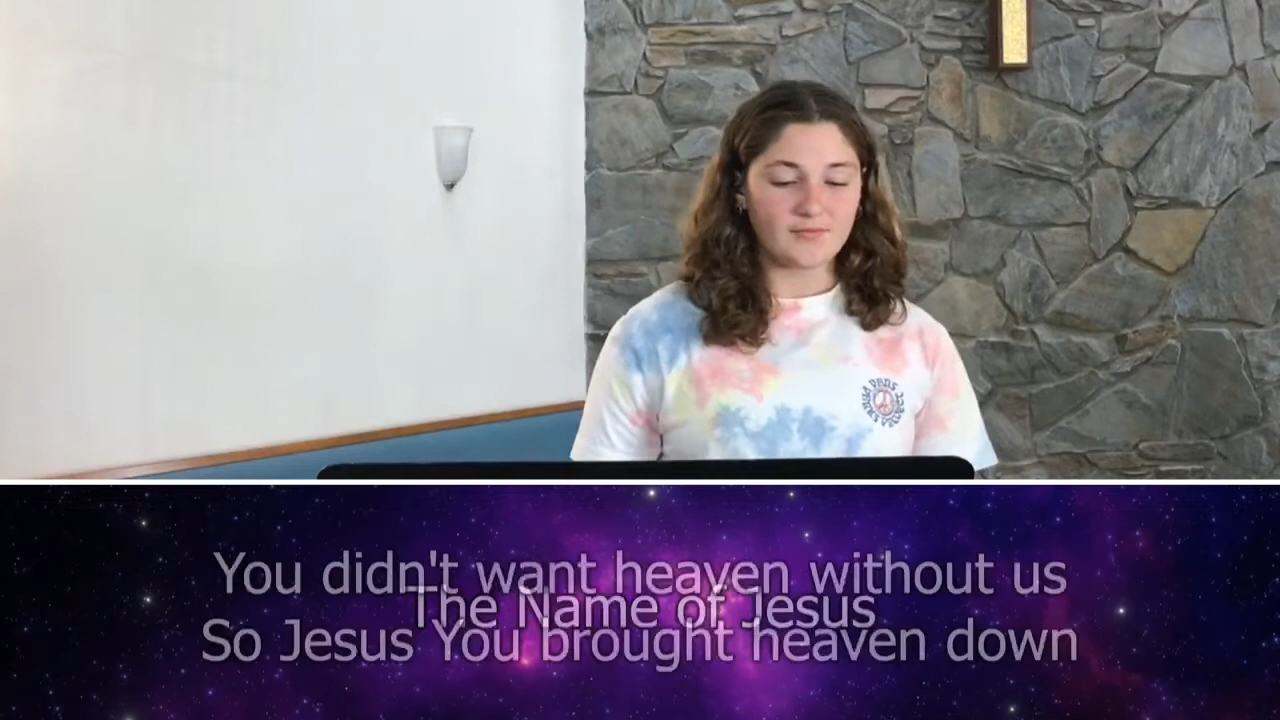 You didn't want heaven without us
The Name of Jesus
So Jesus You brought heaven down